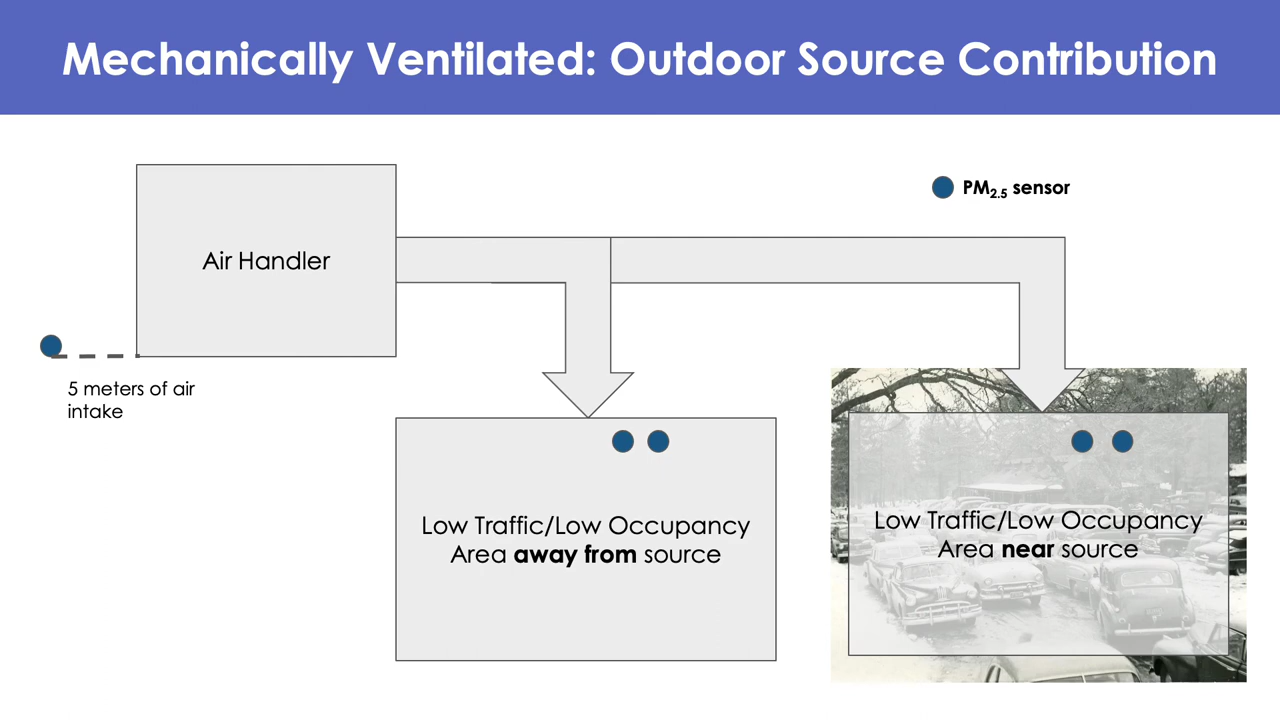 Mechanically Ventilated: Outdoor Source Contribution
PM2.5 sensor
Air Handler
5 meters of air
intake
Low Traffic/Low Occupancy
Area away from source
Low Traffic/Low Occupancy
Area near source